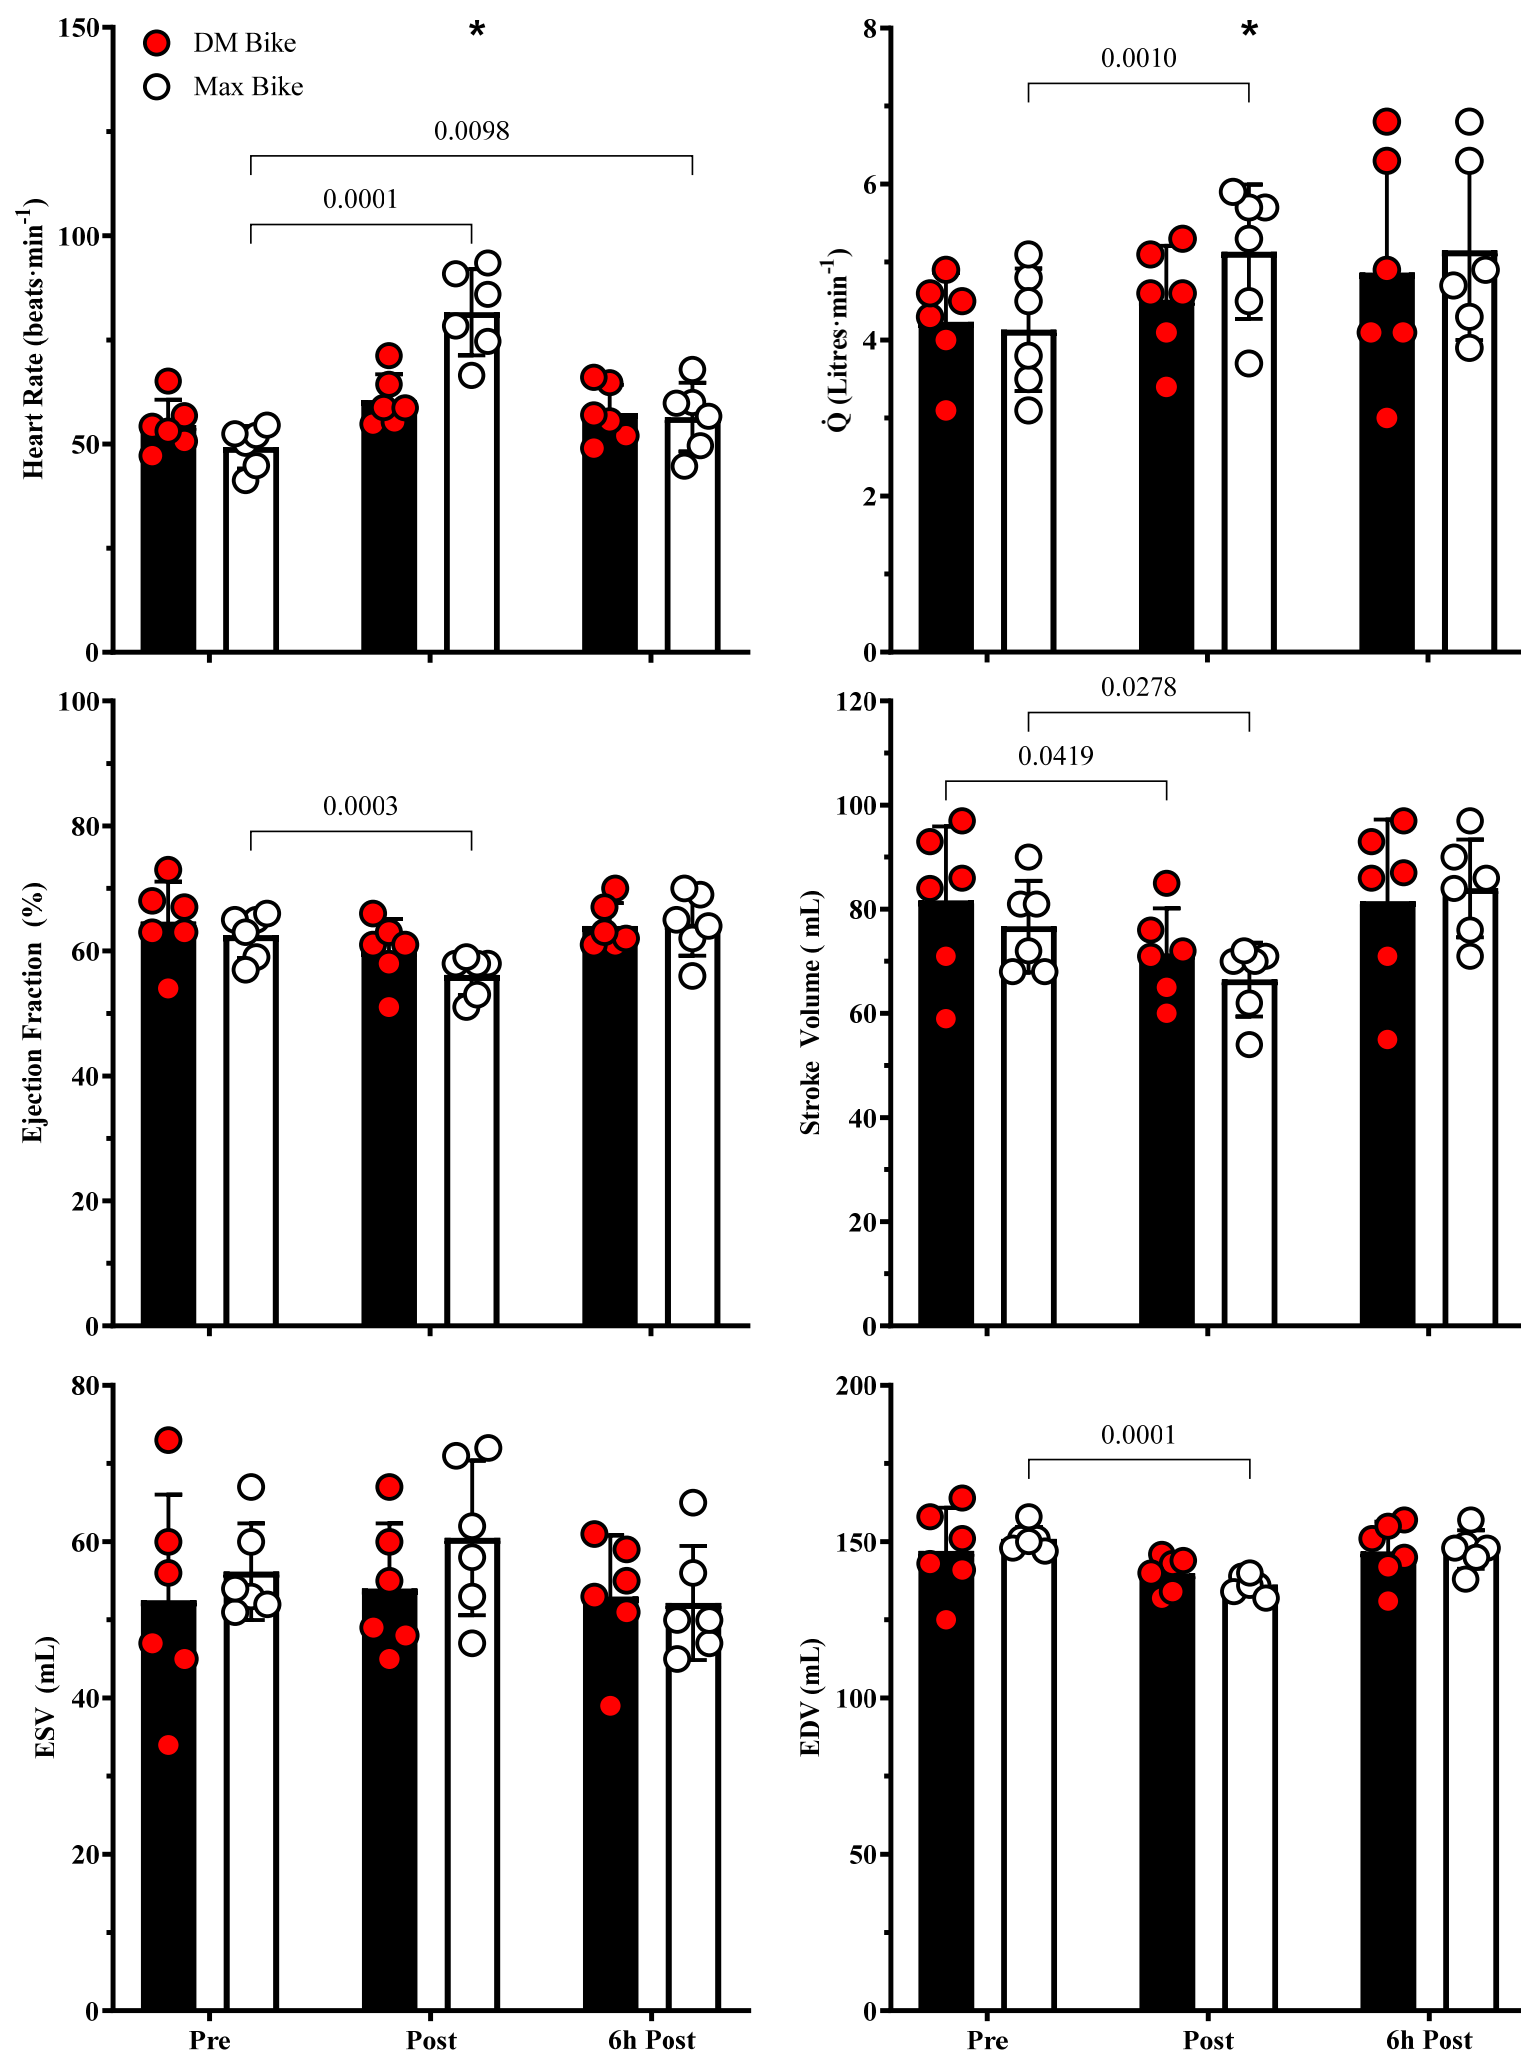 150
100
50
0
Heart Rate (beats·min-1)
DM Bike
Max Bike
*
0.0098
0.0001
8
6
4
2
0
Q̇ (Litres·min-1)
*
0.0010
100
80
60
40
20
0
Ejection Fraction (%)
0.0003
120
100
80
60
40
20
0
Stroke Volume ( mL)
0.0278
0.0419
80
60
40
20
0
ESV (mL)
Pre
Post
6h Post
200
150
100
50
0
EDV (mL)
0.0001
Pre
Post
6h Post